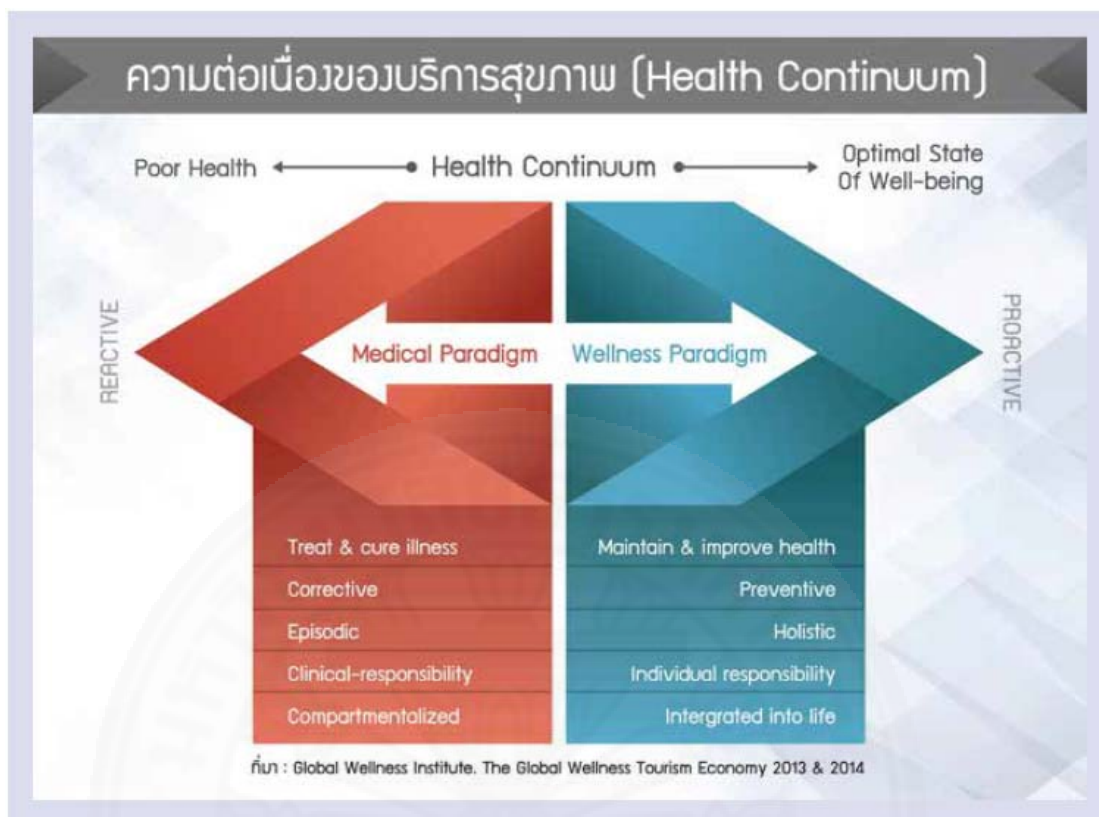 ความต่อเนื่องของบริการสุขภาพ (Health Continuum)
Poor Health
Health Continuum
Optimal State
Of Well-being
REACTIVE
Medical Paradigm
Wellness Paradigm
PROACTIVE
Treat & cure illness
Corrective
Episodic
Clinical-responsibility
Compartmentalized
Maintain & improve health
Preventive
Holistic
Individual responsibility
Intergrated into life
ที่มา : Global Wellness Institute. The Global Wellness Tourism Economy 2013 & 2014